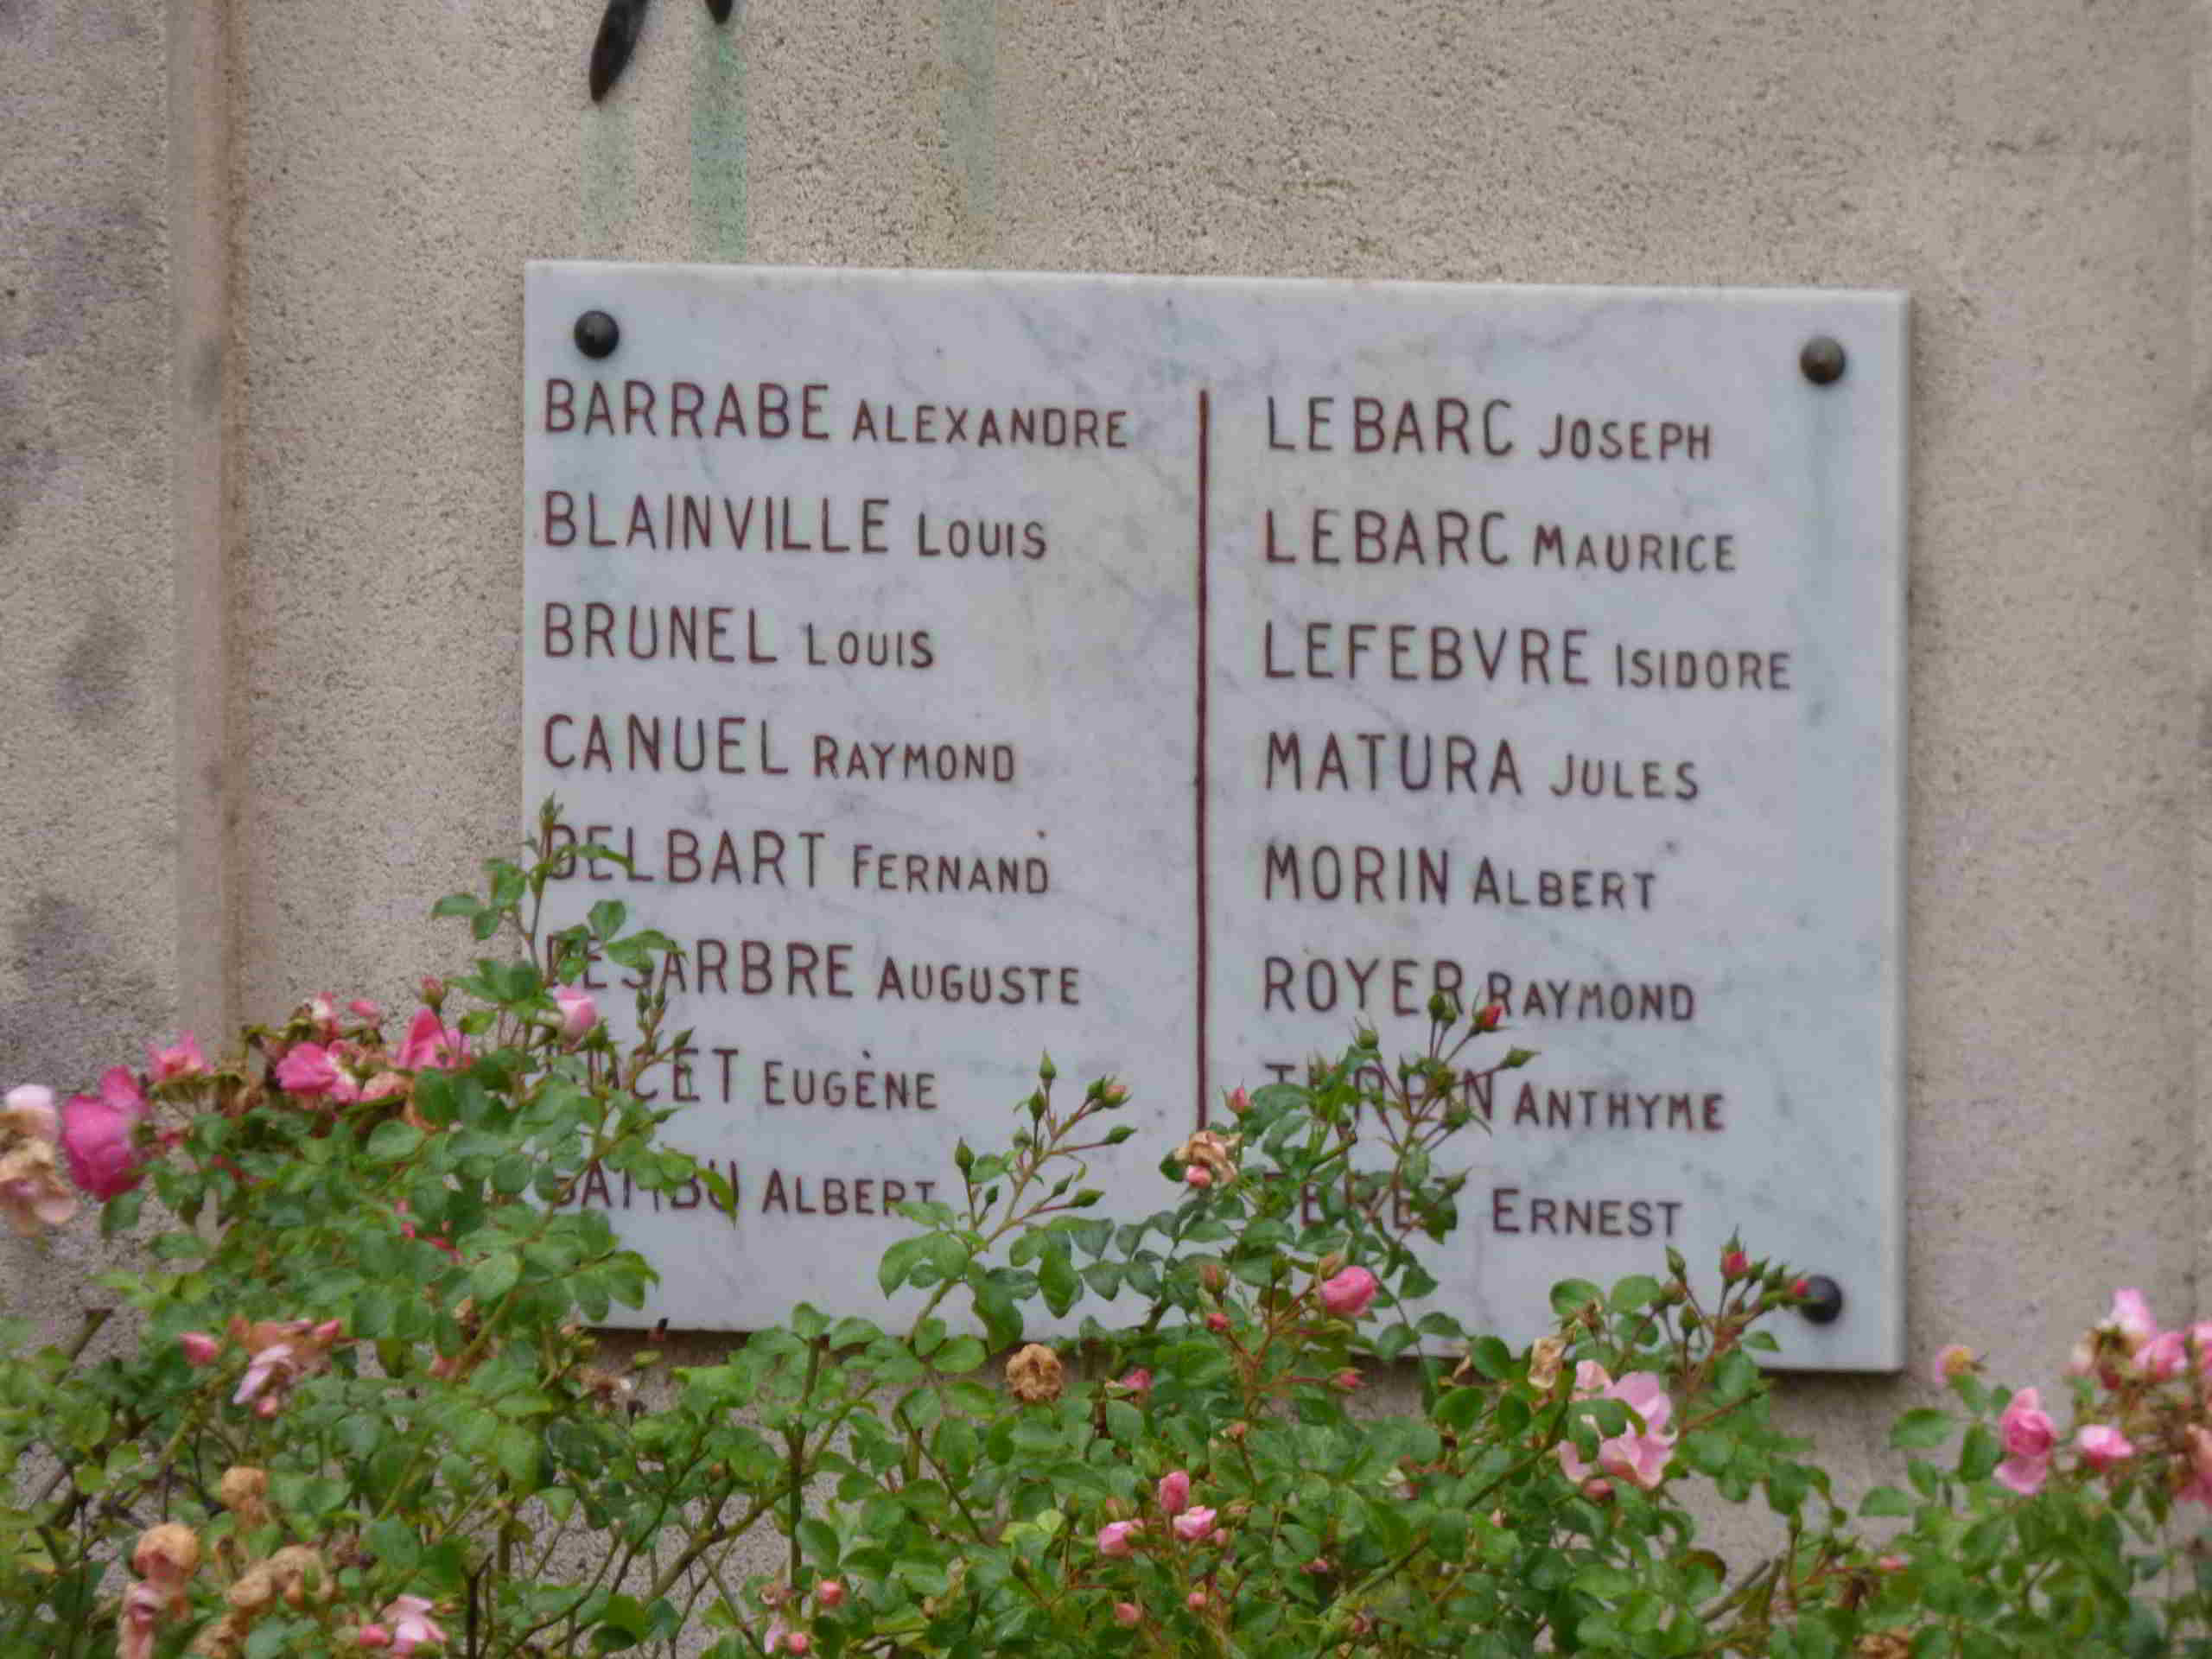 BARRABE ALEXANDRE
BLAINVILLE LOUIS
BRUNEL LOUIS
CANUEL RAYMOND
DELBART FERNAND
DESARBRE AUGUSTE
EUGÈNE
ALBERT
LEBARC JOSEPH
LEBARC MAURICE
LEFEBVRE ISIDORE
MATURA JULES
MORIN ALBERT
ROYER RAYMOND
ANTHYME
ERNEST